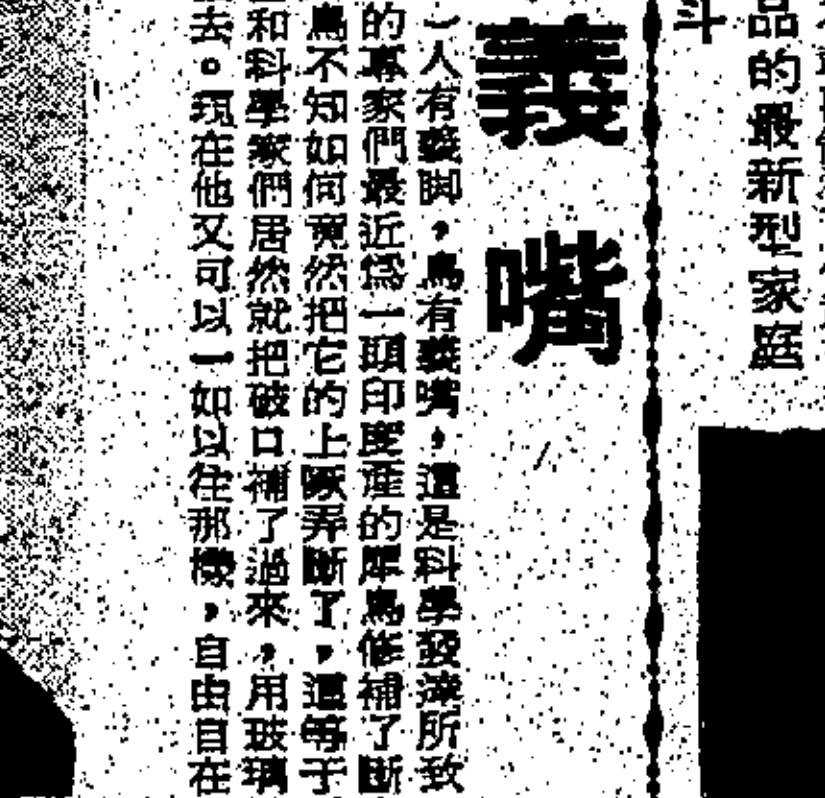 品的最新型家庭
斗
義嘴
人有義脚，鳥有義嘴，這是科學發達所致
的專家們最近爲一頭印度産的犀鳥修補了斷
鳥不知如何竟然把它的上喙弄斷了，這等于
和科學家們居然就把破口補了過來，用玻璃
去。現在他又可以一如以往那樣，自由自在